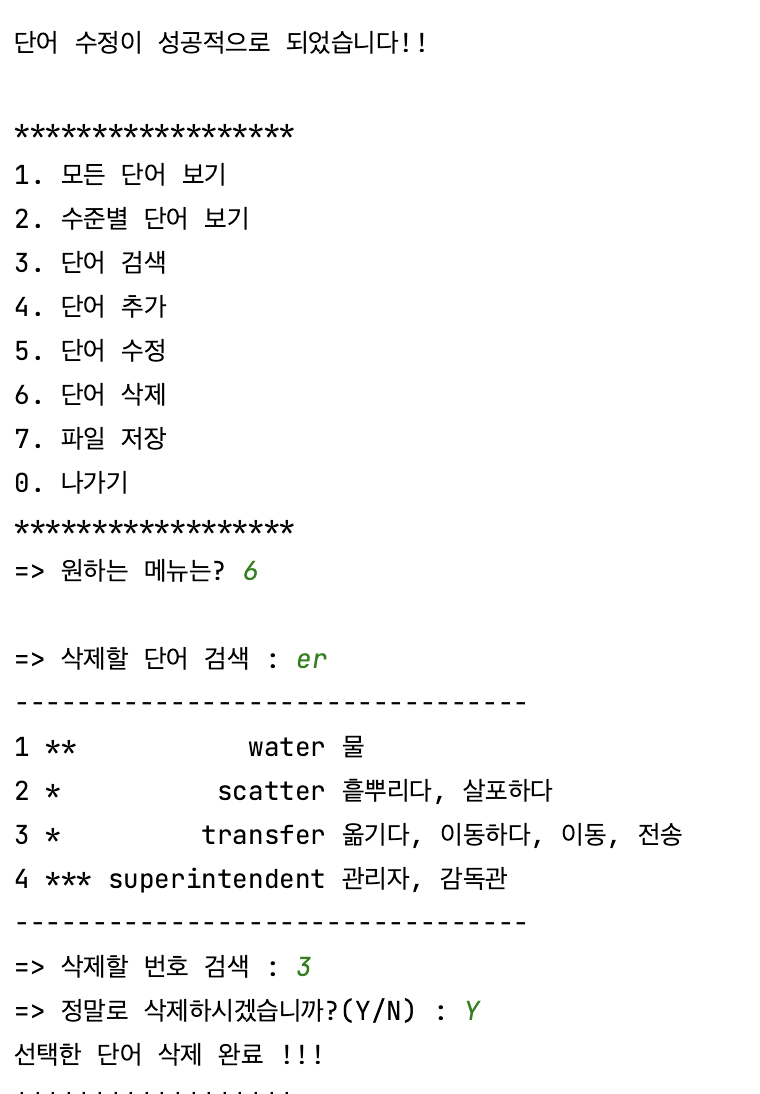 단어 수정이 성공적으로 되었습니다!!
******************
1. 모든 단어 보기
2. 수준별 단어 보기
3. 단어 검색
4. 단어 추가
5. 단어 수정
6. 단어 삭제
7. 파일 저장
0. 나가기
******************
=> 원하는 메뉴는? 6
=> 삭제할 단어 검색 : er
---------------------------------
1 **           water 물
2 *          scatter 흩뿌리다, 살포하다
3 *         transfer 옮기다, 이동하다, 이동, 전송
4 *** superintendent 관리자, 감독관
---------------------------------
=> 삭제할 번호 검색 : 3
=> 정말로 삭제하시겠습니까?(Y/N) : Y
선택한 단어 삭제 완료 !!!